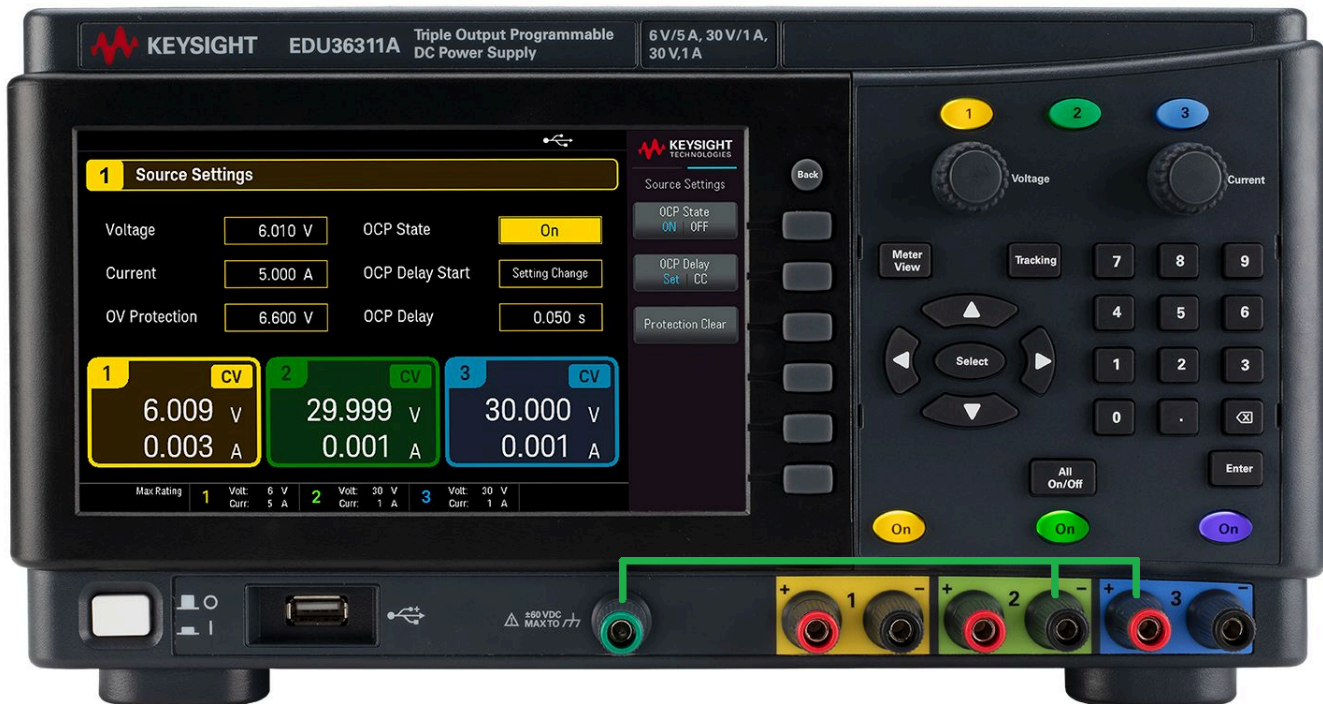 KEYSIGHT EDU36311A Triple Output Programmable DC Power Supply 6 V/5 A, 30 V/1 A, 30 V,1 A
KEYSIGHT
TECHNOLOGIES
1 Source Settings
Source Settings
Voltage 6.010 V OCP State On
OCP State
ON | OFF
Current 5.000 A OCP Delay Start Setting Change
OCP Delay
Set | CC
OV Protection 6.600 V OCP Delay 0.050 s
Protection Clear
1 CV
6.009 V
0.003 A
2 CV
29.999 V
0.001 A
3 CV
30.000 V
0.001 A
Max Rating 1 Volt: 6 V 2 Volt: 30 V 3 Volt: 30 V
Curr: 5 A Curr: 1 A Curr: 1 A
Back
1 2 3
Voltage Current
Meter View Tracking 7 8 9
4 5 6
Select 1 2 3
0 .
All On/Off Enter
On On On
±60 VDC
MAX TO
+ 1 − + 2 − + 3 −